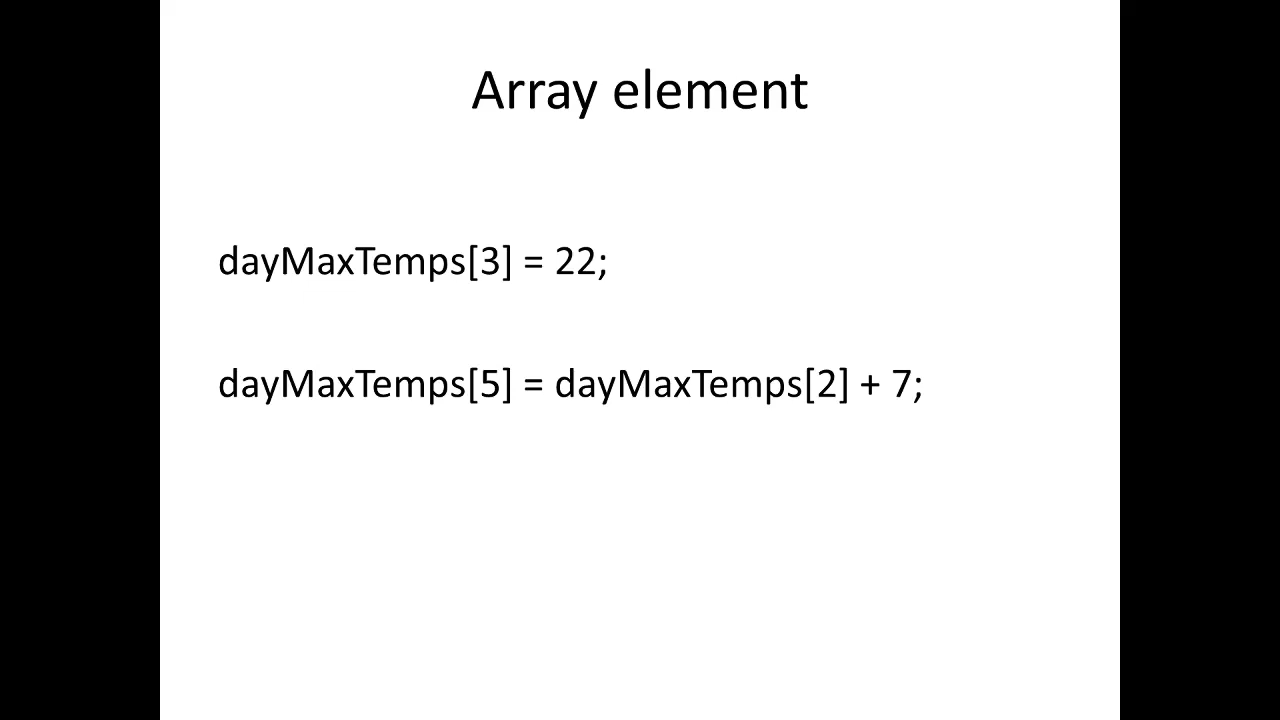 Array element
dayMaxTemps[3] = 22;
dayMaxTemps[5] = dayMaxTemps[2] + 7;